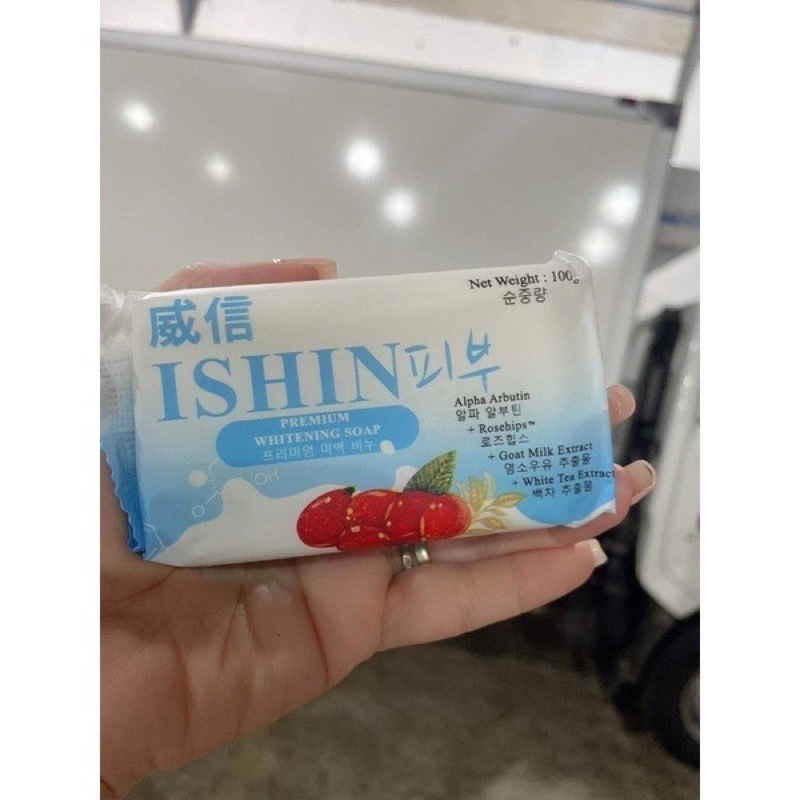 Net Weight : 100g
순중량
威信
ISHIN피부
PREMIUM
WHITENING SOAP
프리미엄 미백 비누
Alpha Arbutin
알파 알부틴
+ Rosehips™
로즈힙스
+ Goat Milk Extract
염소우유 추출물
+ White Tea Extract
백차 추출물
OH